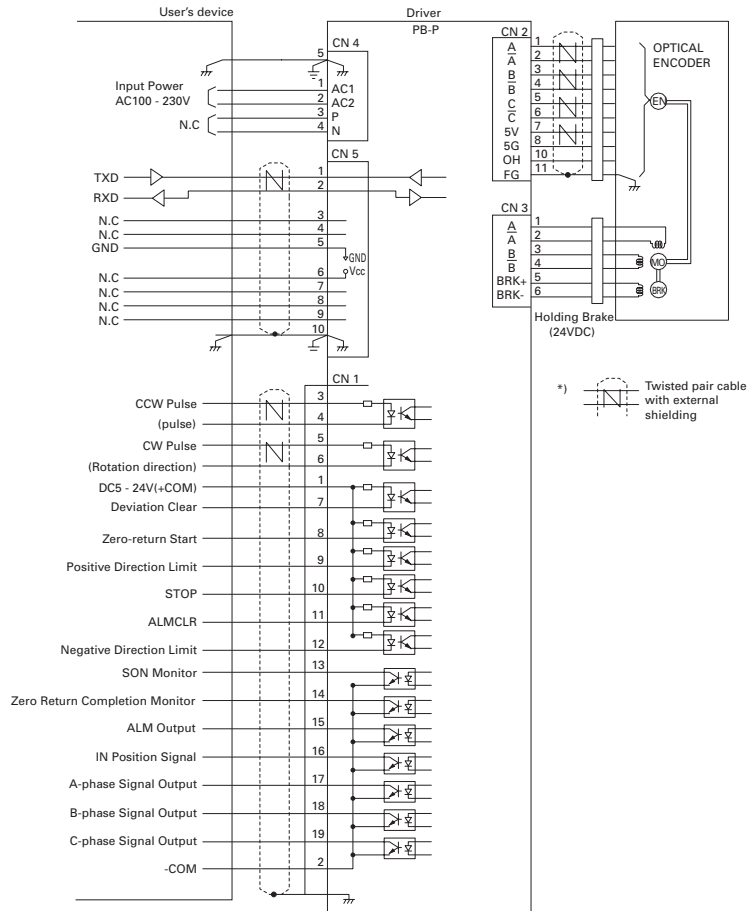 User's device
Driver
PB-P
CN 4
5
Input Power
AC100 - 230V
1 AC1
2 AC2
N.C
3 P
4 N
CN 5
TXD 1
RXD 2
N.C 3
N.C 4
GND 5
GND
Vcc
N.C 6
N.C 7
N.C 8
N.C 9
10
CN 1
CCW Pulse 3
(pulse) 4
CW Pulse 5
(Rotation direction) 6
DC5 - 24V(+COM) 1
Deviation Clear 7
Zero-return Start 8
Positive Direction Limit 9
STOP 10
ALMCLR 11
Negative Direction Limit 12
SON Monitor 13
Zero Return Completion Monitor 14
ALM Output 15
IN Position Signal 16
A-phase Signal Output 17
B-phase Signal Output 18
C-phase Signal Output 19
-COM 2
CN 2
A 1
A̅ 2
B 3
B̅ 4
C 5
C̅ 6
5V 7
5G 8
OH 10
FG 11
OPTICAL
ENCODER
EN
CN 3
A 1
A̅ 2
B 3
B̅ 4
BRK+ 5
BRK- 6
MO
BRK
Holding Brake
(24VDC)
*) Twisted pair cable
with external
shielding